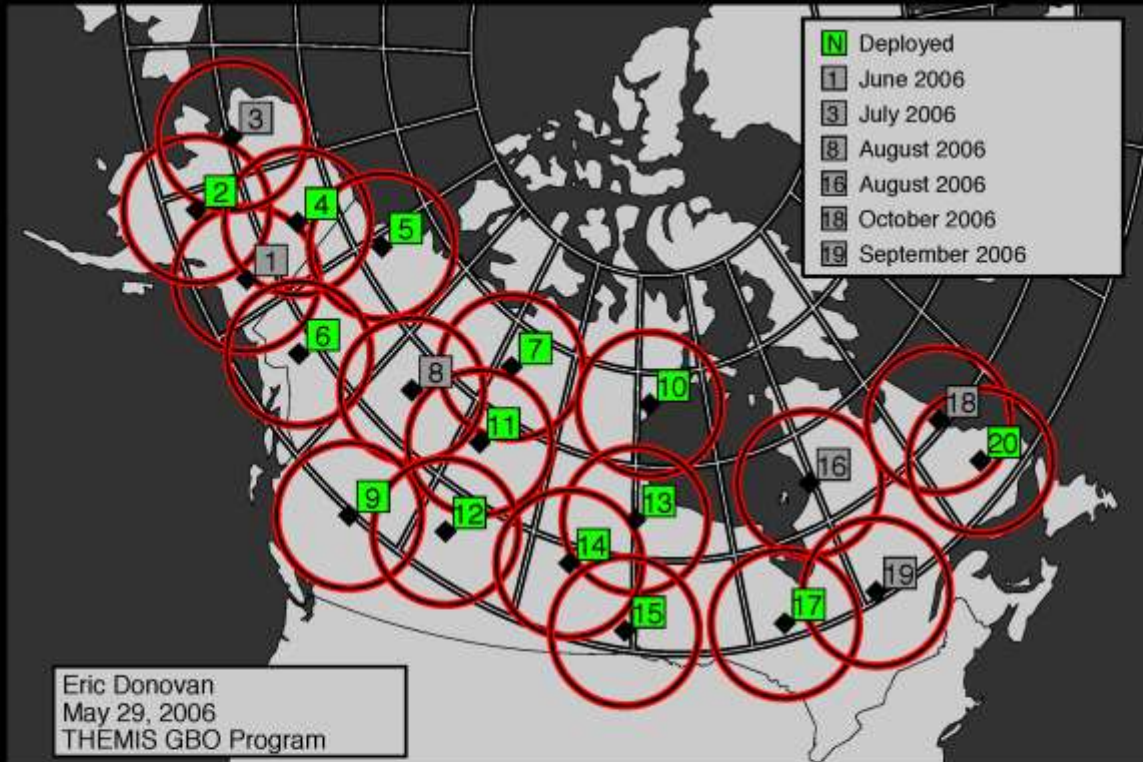 N Deployed
1 June 2006
3 July 2006
8 August 2006
16 August 2006
18 October 2006
19 September 2006
3
2
4
5
1
6
7
8
10
18
11
20
16
9
12
13
14
19
15
17
Eric Donovan
May 29, 2006
THEMIS GBO Program